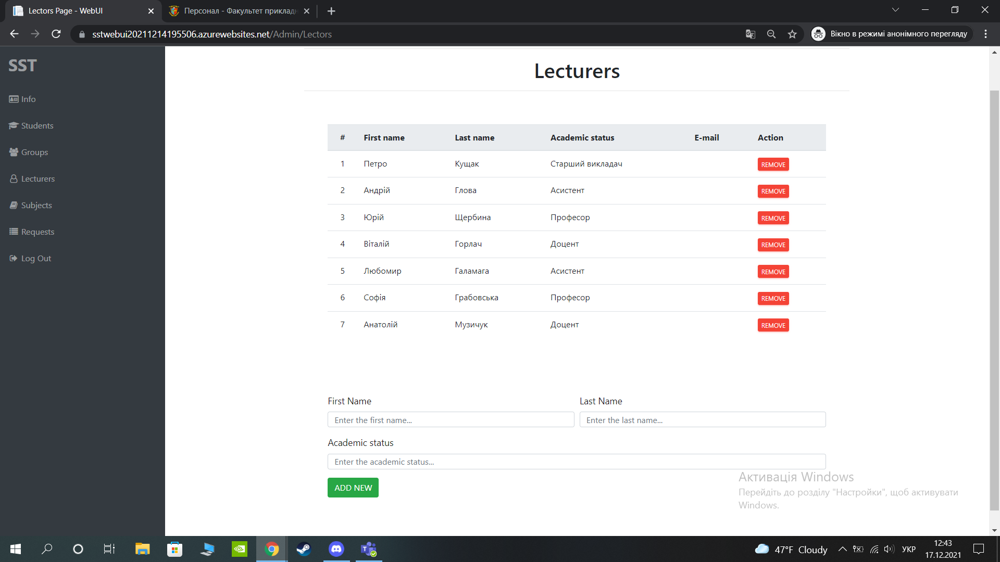 Lectors Page - WebUI
Персонал - Факультет прикладн
sstwebui20211214195506.azurewebsites.net/Admin/Lectors
Вікно в режимі анонімного перегляду
SST
Info
Students
Groups
Lecturers
Subjects
Requests
Log Out
Lecturers
# First name Last name Academic status E-mail Action
1 Петро Кущак Старший викладач REMOVE
2 Андрій Глова Асистент REMOVE
3 Юрій Щербина Професор REMOVE
4 Віталій Горлач Доцент REMOVE
5 Любомир Галамага Асистент REMOVE
6 Софія Грабовська Професор REMOVE
7 Анатолій Музичук Доцент REMOVE
First Name Last Name
Enter the first name... Enter the last name...
Academic status
Enter the academic status...
ADD NEW
Активація Windows
Перейдіть до розділу "Настройки", щоб активувати
Windows.
47°F Cloudy
УКР
12:43
17.12.2021